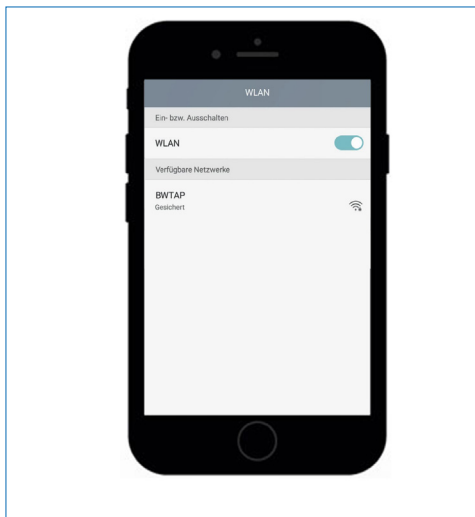 WLAN
Ein- bzw. Ausschalten
WLAN
Verfügbare Netzwerke
BWTAP
Gesichert